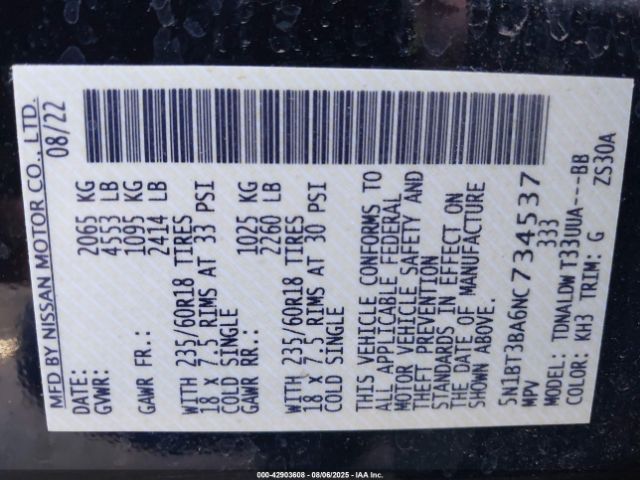 MFD BY NISSAN MOTOR CO., LTD.
DATE: 08/22
GVWR: 2065 KG
4553 LB
GAWR FR.: 1095 KG
2414 LB
WITH 235/60R18 TIRES
18 x 7.5 RIMS AT 33 PSI
COLD SINGLE
GAWR RR.: 1025 KG
2260 LB
WITH 235/60R18 TIRES
18 x 7.5 RIMS AT 30 PSI
COLD SINGLE
THIS VEHICLE CONFORMS TO
ALL APPLICABLE FEDERAL
MOTOR VEHICLE SAFETY AND
THEFT PREVENTION
STANDARDS IN EFFECT ON
THE DATE OF MANUFACTURE
SHOWN ABOVE.
5N1BT3BA6NC734537
MPV 333
MODEL: TDNALDW T33UUA---BB
COLOR: KH3 TRIM: G ZS30A
000-42903608 - 08/06/2025 - IAA Inc.